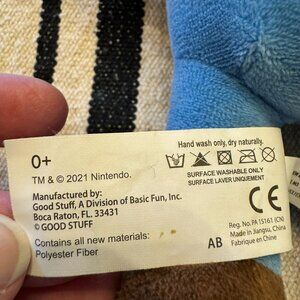 Hand wash only, dry naturally.
0+
SURFACE WASHABLE ONLY
SURFACE LAVER UNIQUEMENT
TM & © 2021 Nintendo.
CE
Manufactured by:
Good Stuff, A Division of Basic Fun, Inc.
Boca Raton, FL. 33431
© GOOD STUFF
Reg. No. PA 15161 (CN)
Made in Jiangsu, China
Fabrique en Chine
Contains all new materials:
Polyester Fiber
AB